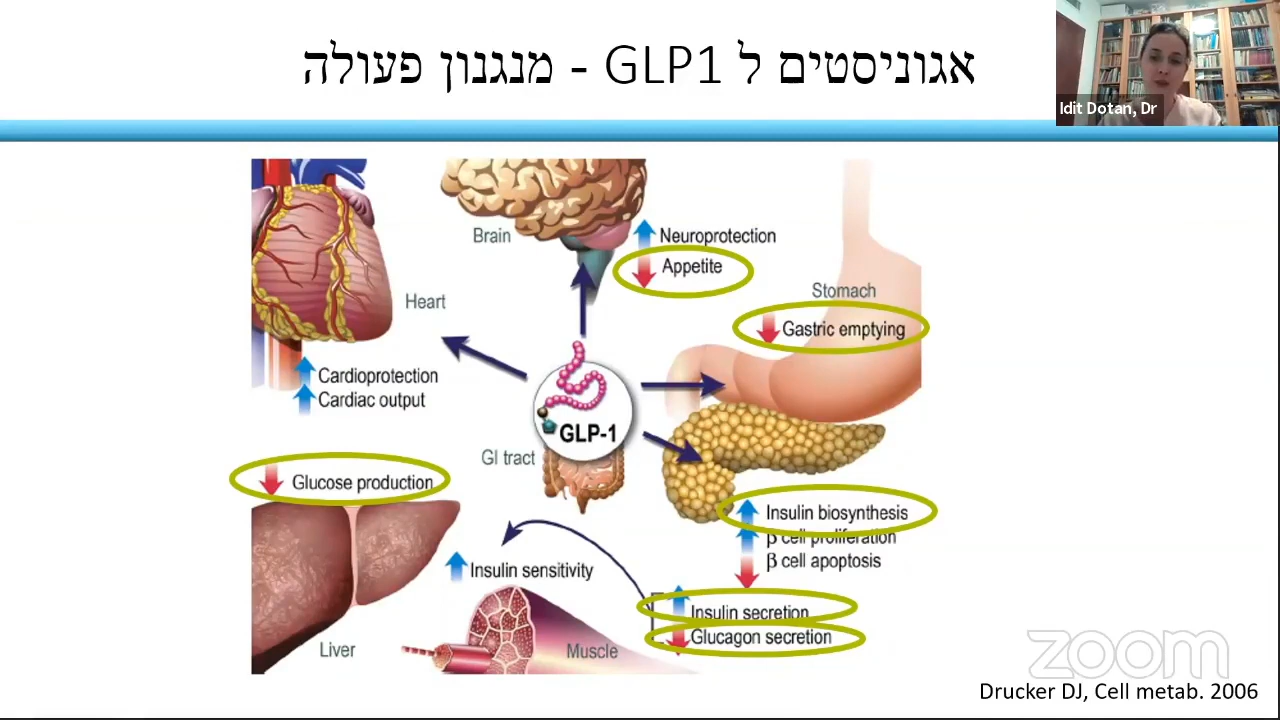 אגוניסטים ל GLP1 - מנגנון פעולה
Idit Dotan, Dr
Brain
Neuroprotection
Appetite
Stomach
Gastric emptying
Heart
Cardioprotection
Cardiac output
GLP-1
GI tract
Glucose production
Insulin biosynthesis
β cell proliferation
β cell apoptosis
Insulin sensitivity
Insulin secretion
Glucagon secretion
Liver
Muscle
zoom
Drucker DJ, Cell metab. 2006